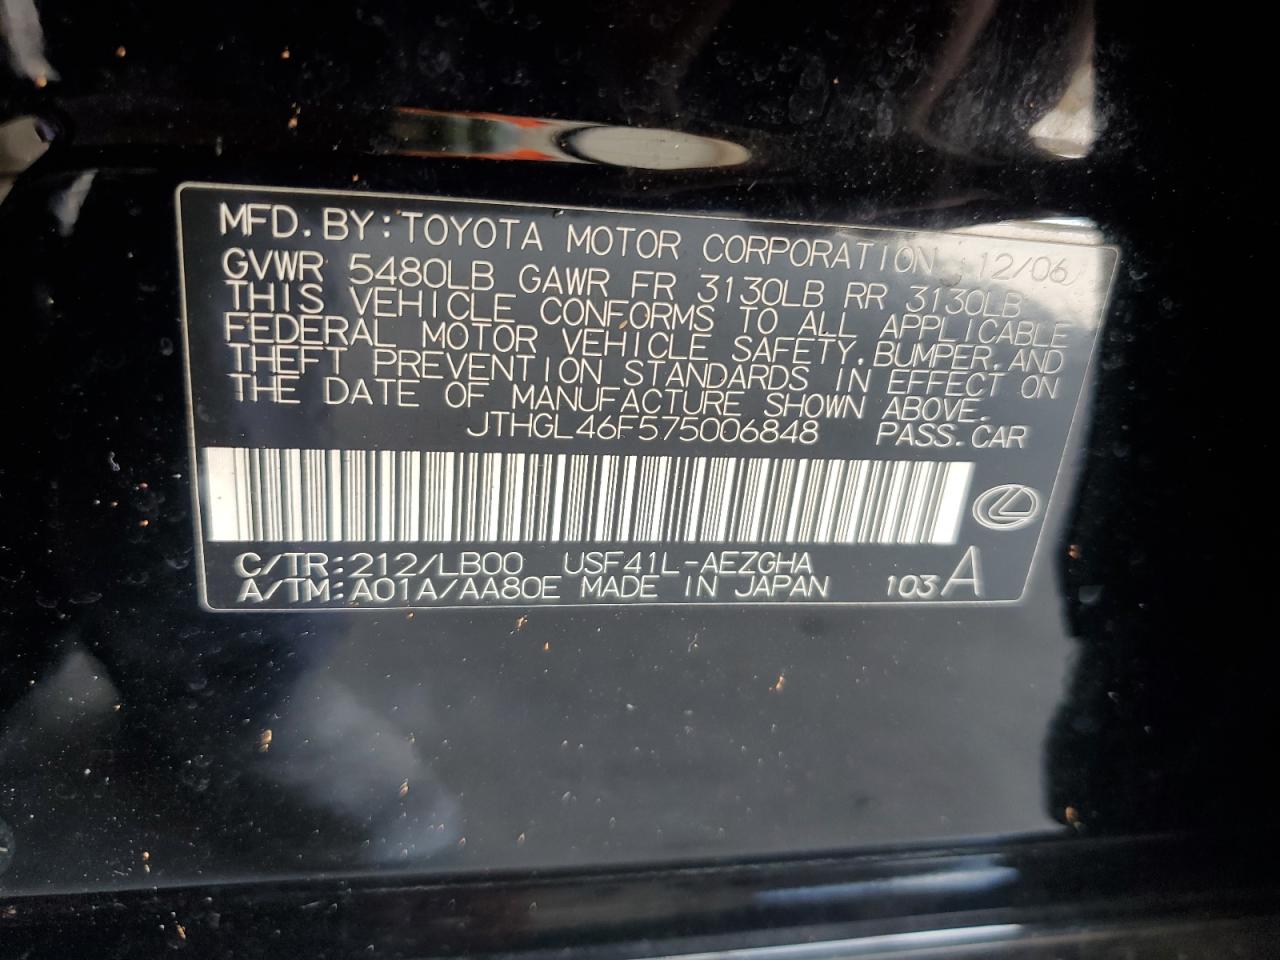 MFD. BY: TOYOTA MOTOR CORPORATION 12/06
GVWR 5480LB GAWR FR 3130LB RR 3130LB
THIS VEHICLE CONFORMS TO ALL APPLICABLE
FEDERAL MOTOR VEHICLE SAFETY, BUMPER, AND
THEFT PREVENTION STANDARDS IN EFFECT ON
THE DATE OF MANUFACTURE SHOWN ABOVE.
JTHGL46F575006848 PASS. CAR
C/TR: 212/LB00 USF41L-AEZGHA
A/TM: A01A/AA80E MADE IN JAPAN 103 A